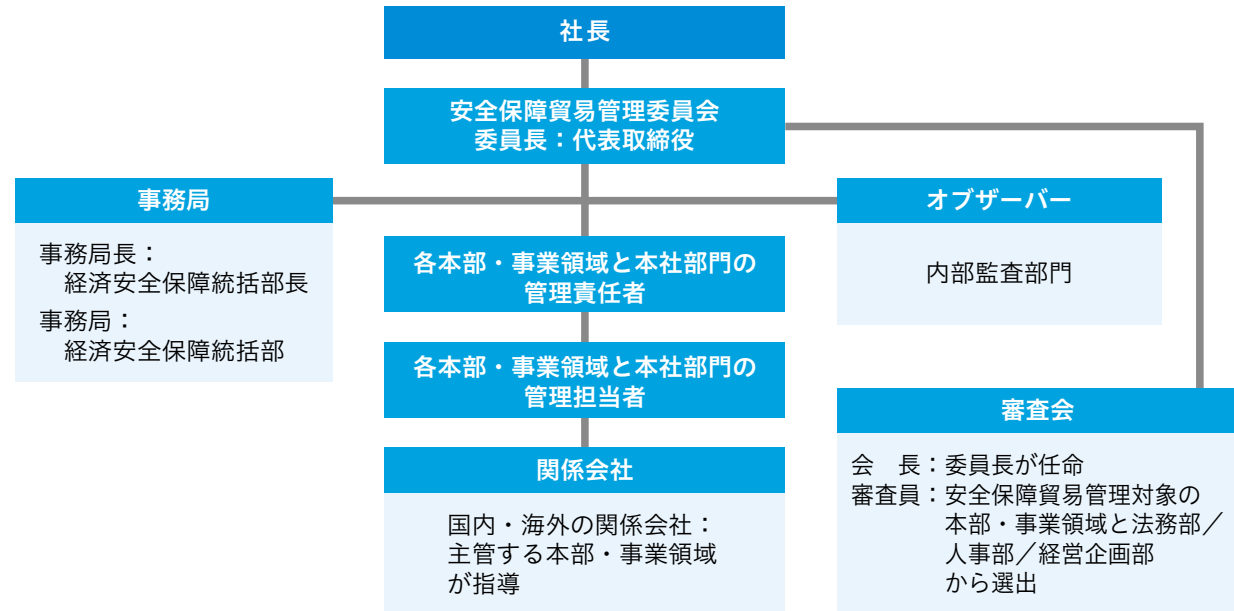 社長
安全保障貿易管理委員会
委員長：代表取締役
事務局
事務局長：
経済安全保障統括部長
事務局：
経済安全保障統括部
オブザーバー
内部監査部門
各本部・事業領域と本社部門の
管理責任者
各本部・事業領域と本社部門の
管理担当者
関係会社
国内・海外の関係会社：
主管する本部・事業領域
が指導
審査会
会　長：委員長が任命
審査員：安全保障貿易管理対象の
本部・事業領域と法務部／
人事部／経営企画部
から選出